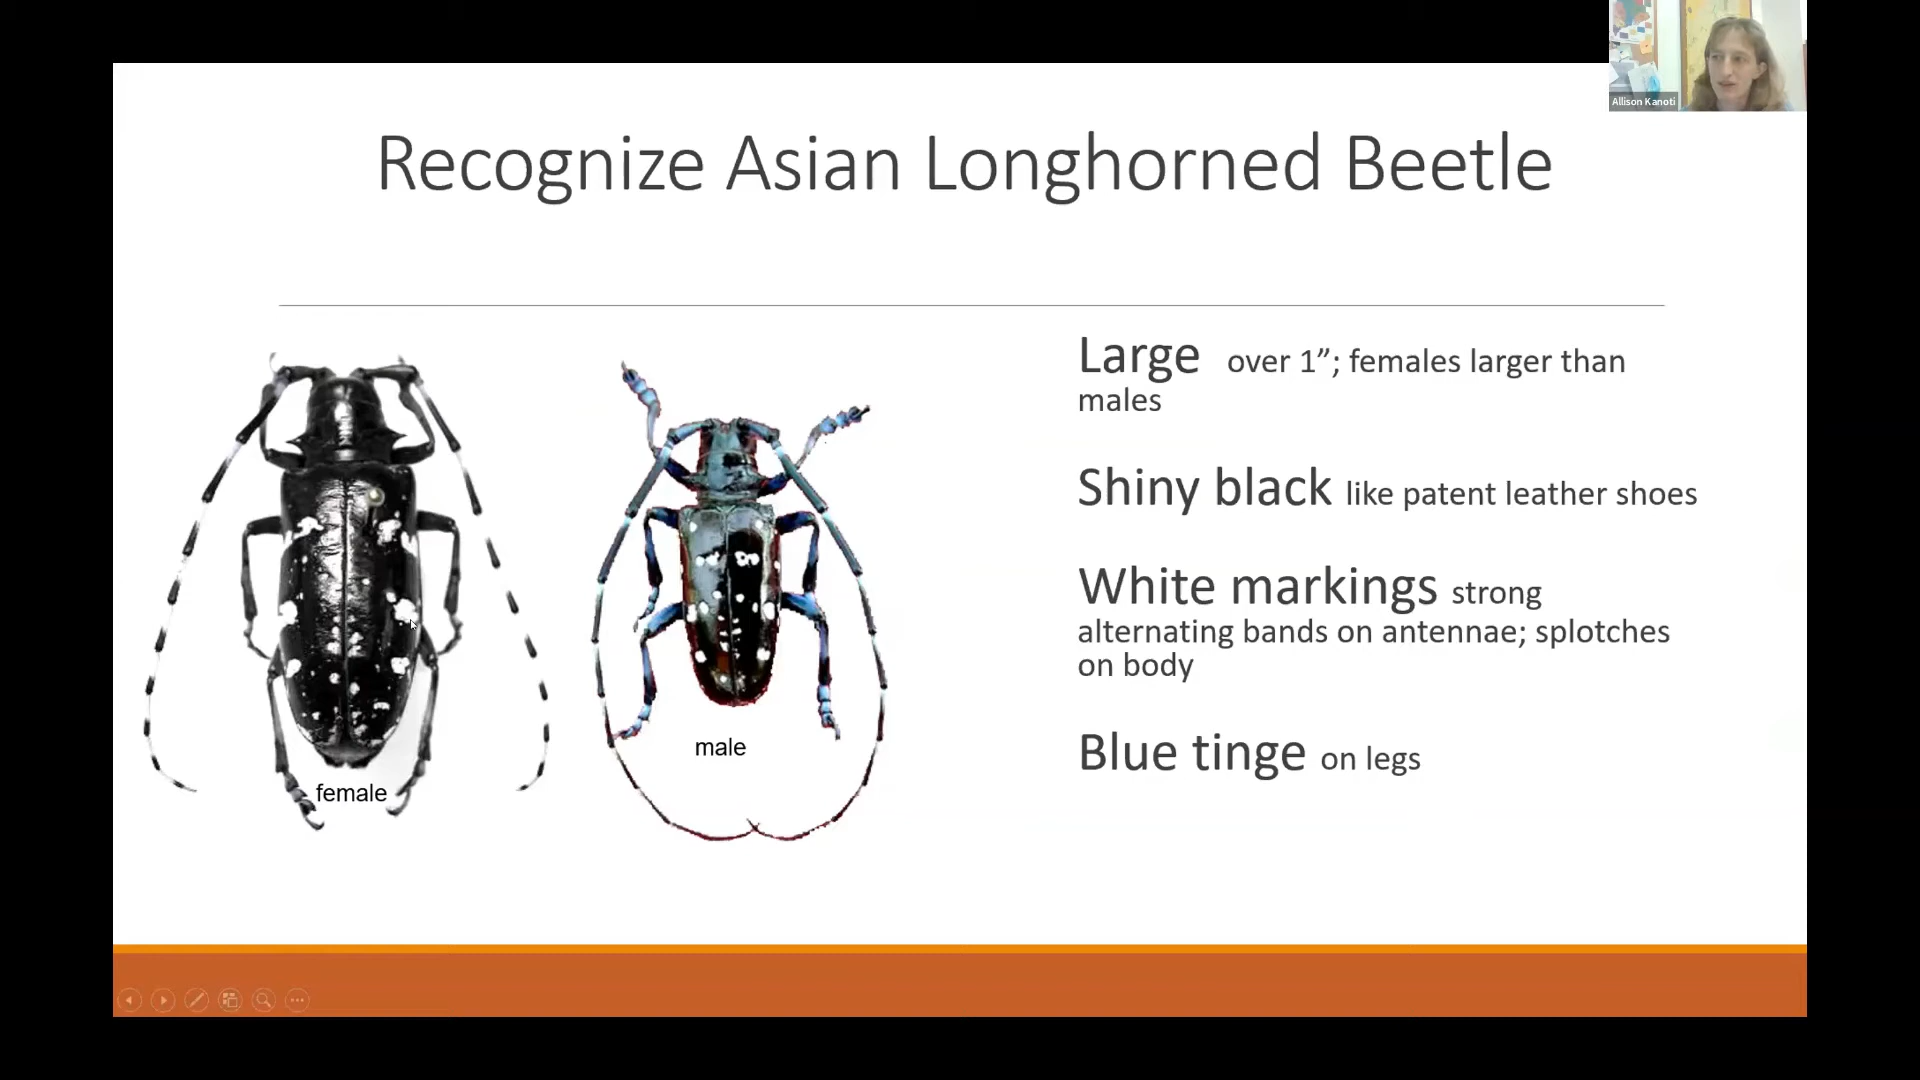 Allison Kanoti
Recognize Asian Longhorned Beetle
Large over 1”; females larger than
males
Shiny black like patent leather shoes
White markings strong
alternating bands on antennae; splotches
on body
Blue tinge on legs
male
female